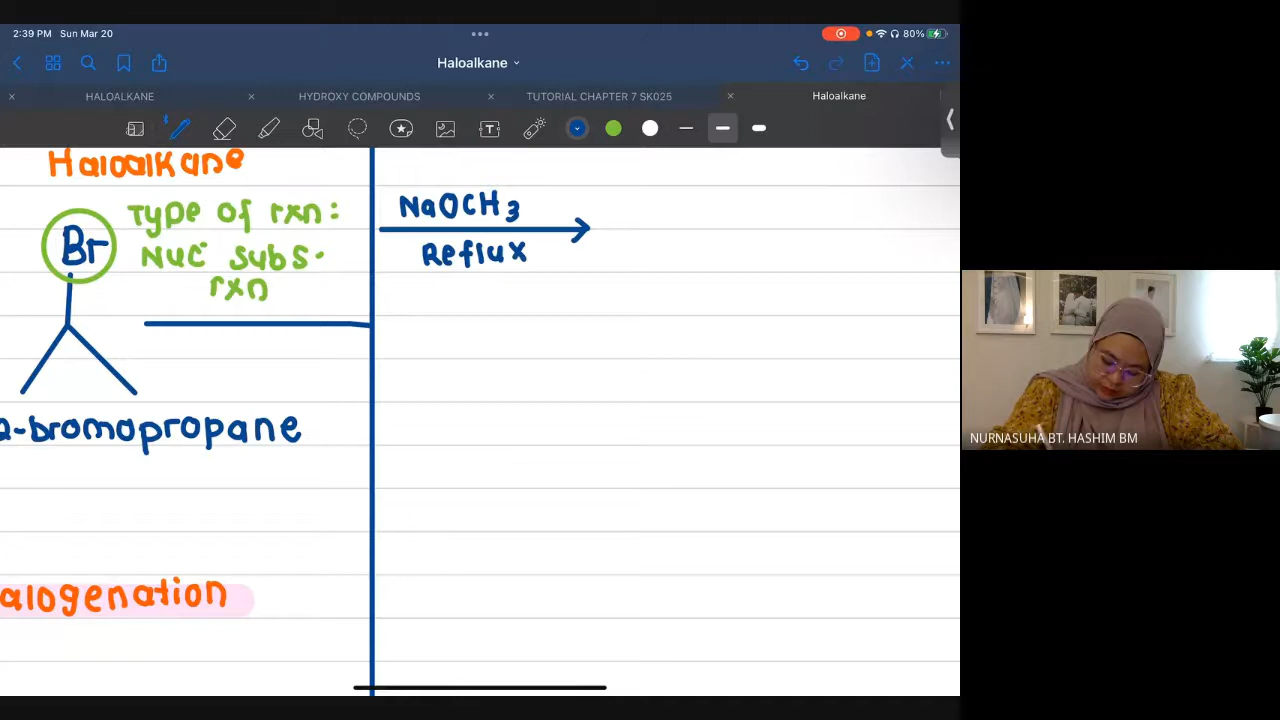 2:39 PM Sun Mar 20
80%
Haloalkane
HALOALKANE
HYDROXY COMPOUNDS
TUTORIAL CHAPTER 7 SK025
Haloalkane
Haloalkane
Type of rxn:
Nuc subs.
rxn
Br
2-bromopropane
alogenation
NaOCH3
Reflux
NURNASUHA BT. HASHIM BM